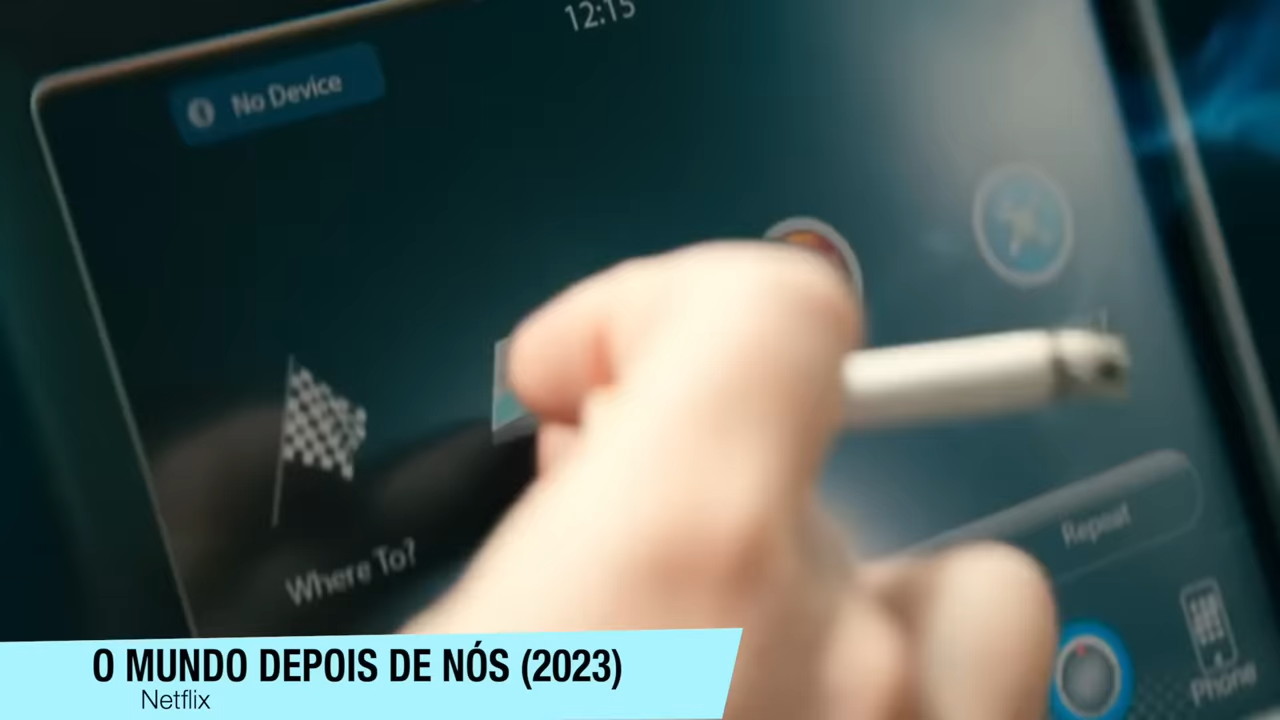 12:15
No Device
Where To?
Repeat
Phone
O MUNDO DEPOIS DE NÓS (2023)
Netflix